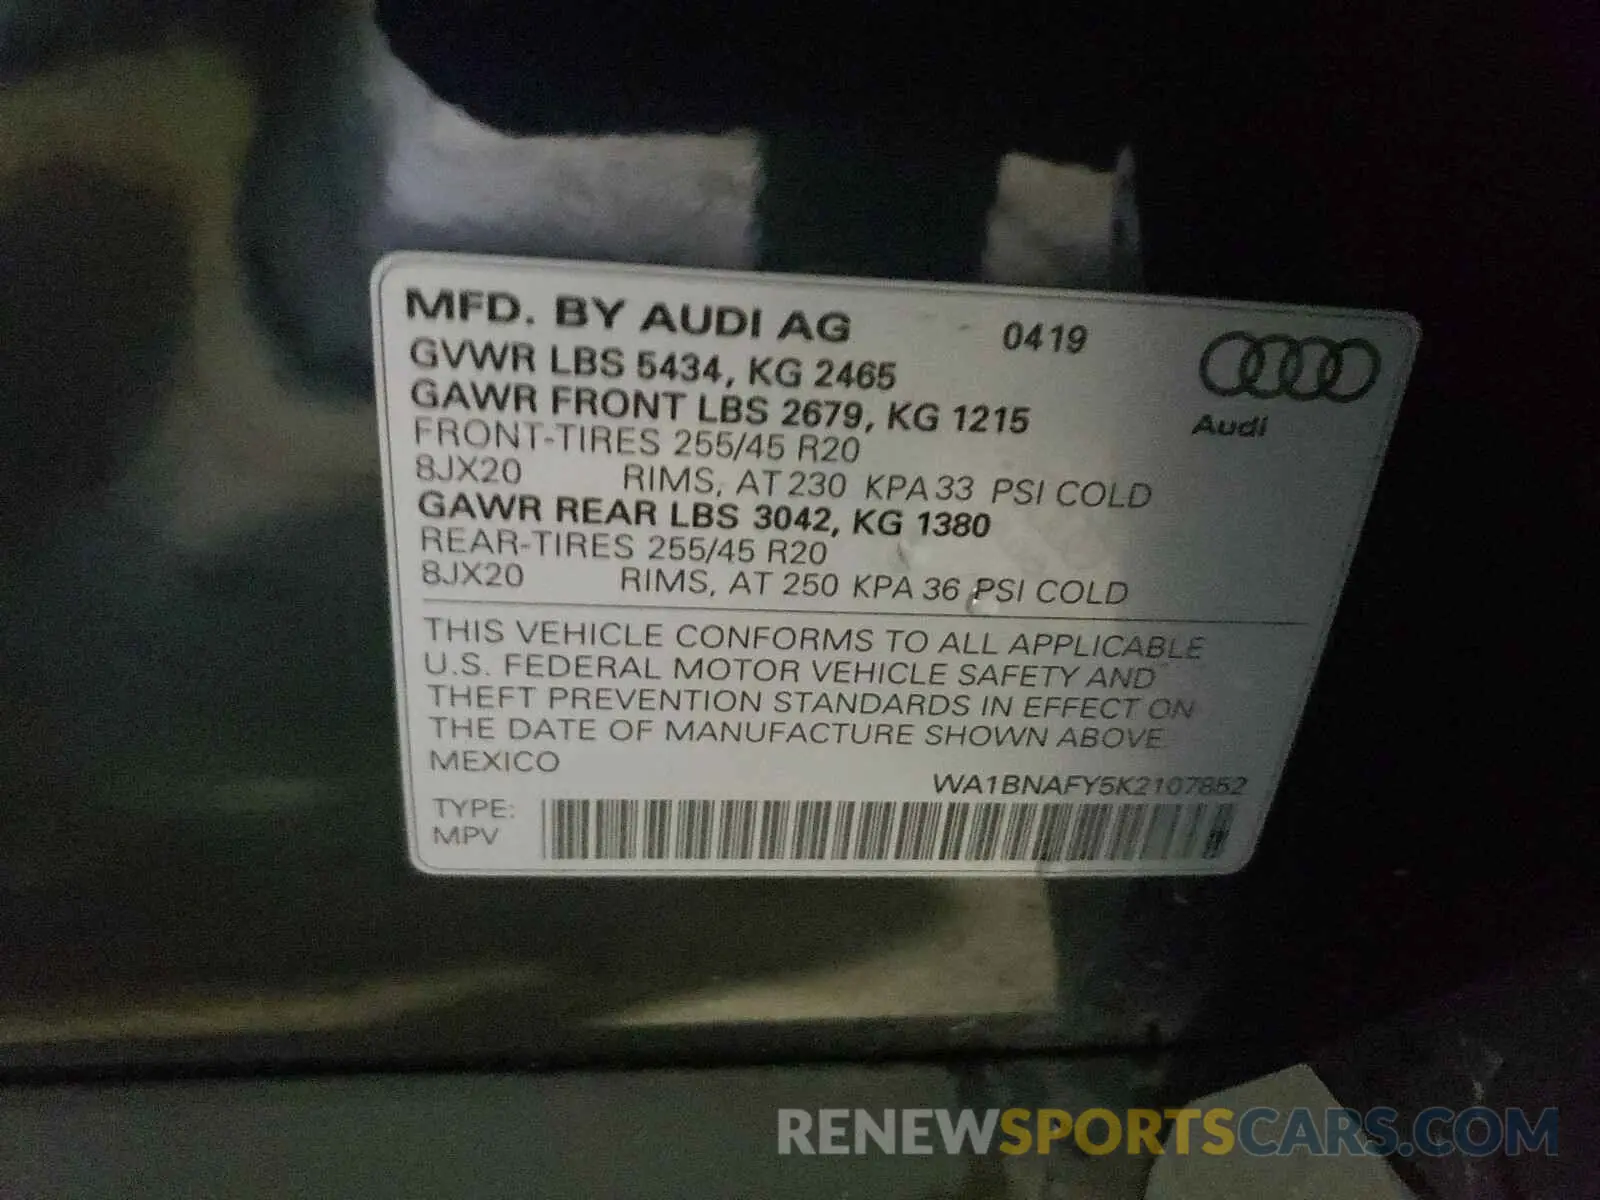 MFD. BY AUDI AG 0419
GVWR LBS 5434, KG 2465
GAWR FRONT LBS 2679, KG 1215
Audi
FRONT-TIRES 255/45 R20
8JX20 RIMS, AT 230 KPA 33 PSI COLD
GAWR REAR LBS 3042, KG 1380
REAR-TIRES 255/45 R20
8JX20 RIMS, AT 250 KPA 36 PSI COLD
THIS VEHICLE CONFORMS TO ALL APPLICABLE
U.S. FEDERAL MOTOR VEHICLE SAFETY AND
THEFT PREVENTION STANDARDS IN EFFECT ON
THE DATE OF MANUFACTURE SHOWN ABOVE
MEXICO
WA1BNAFY5K2107852
TYPE:
MPV
RENEWSPORTSCARS.COM